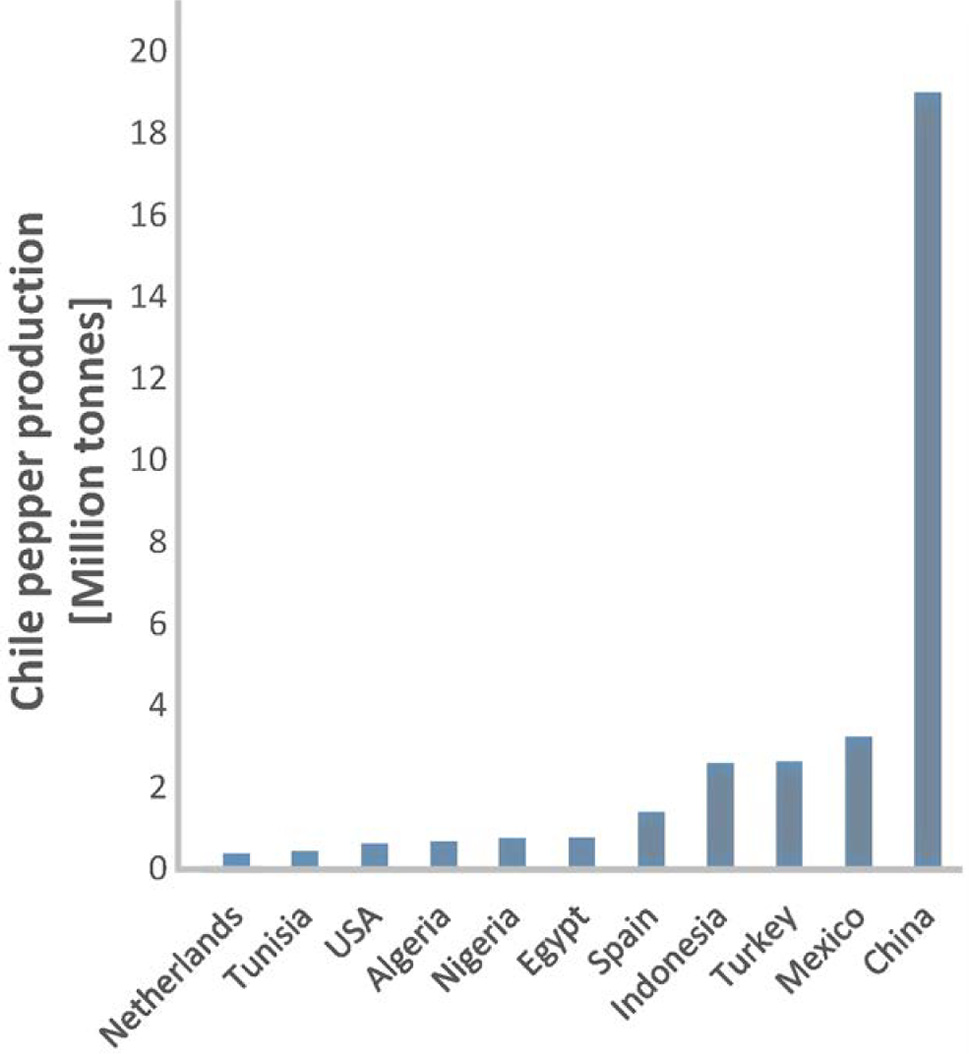 Chile pepper production
[Million tonnes]
20
18
16
14
12
10
8
6
4
2
0
Netherlands
Tunisia
USA
Algeria
Nigeria
Egypt
Spain
Indonesia
Turkey
Mexico
China